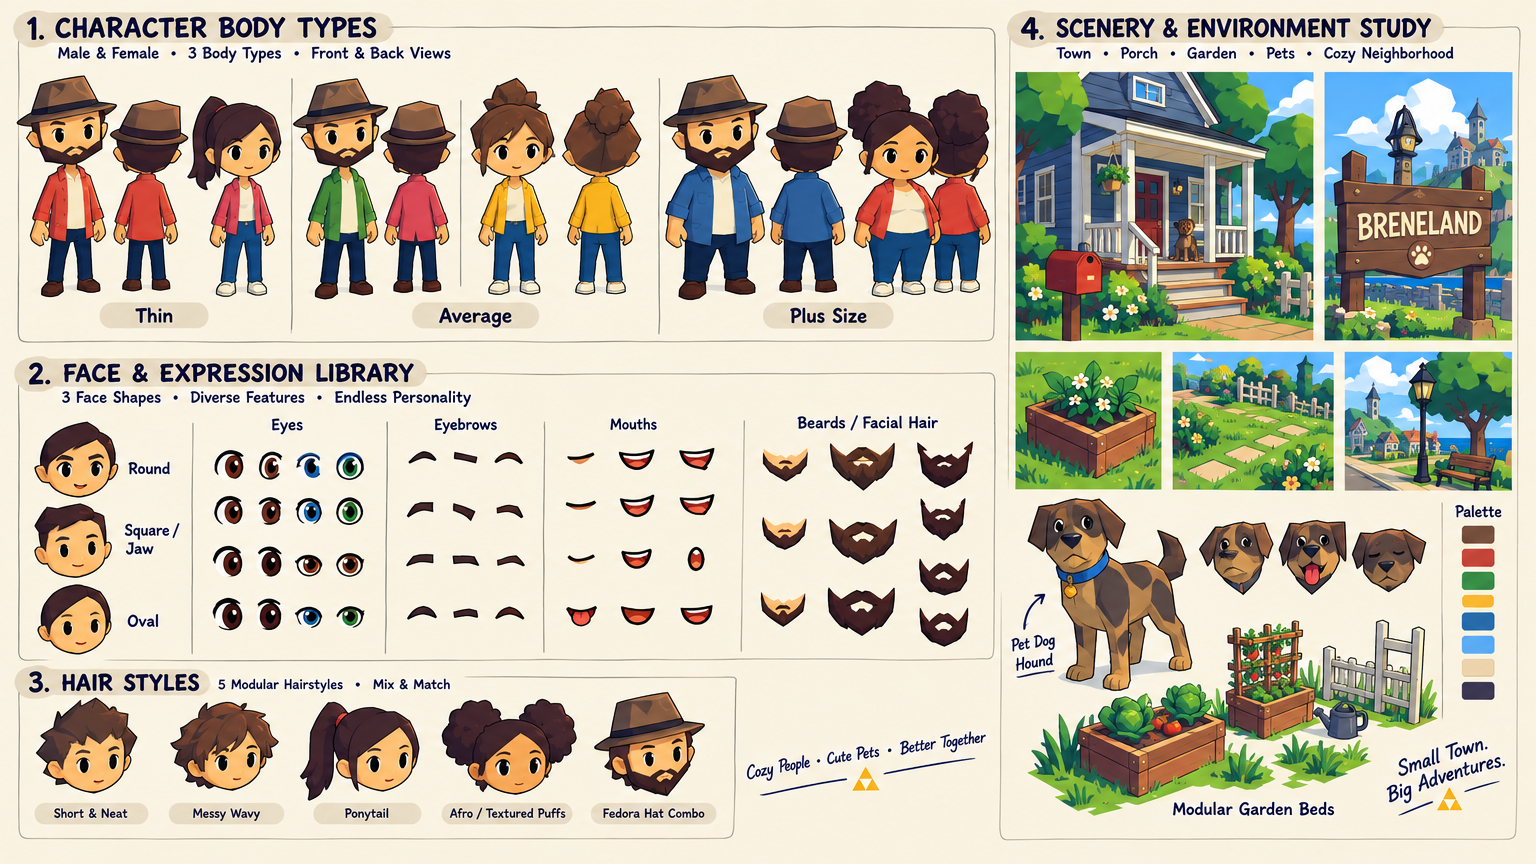 1. CHARACTER BODY TYPES
Male & Female • 3 Body Types • Front & Back Views
Thin
Average
Plus Size
2. FACE & EXPRESSION LIBRARY
3 Face Shapes • Diverse Features • Endless Personality
Eyes
Eyebrows
Mouths
Beards / Facial Hair
Round
Square /
Jaw
Oval
3. HAIR STYLES
5 Modular Hairstyles • Mix & Match
Short & Neat
Messy Wavy
Ponytail
Afro / Textured Puffs
Fedora Hat Combo
Cozy People • Cute Pets • Better Together
4. SCENERY & ENVIRONMENT STUDY
Town • Porch • Garden • Pets • Cozy Neighborhood
BRENELAND
Palette
Pet Dog
Hound
Modular Garden Beds
Small Town.
Big Adventures.